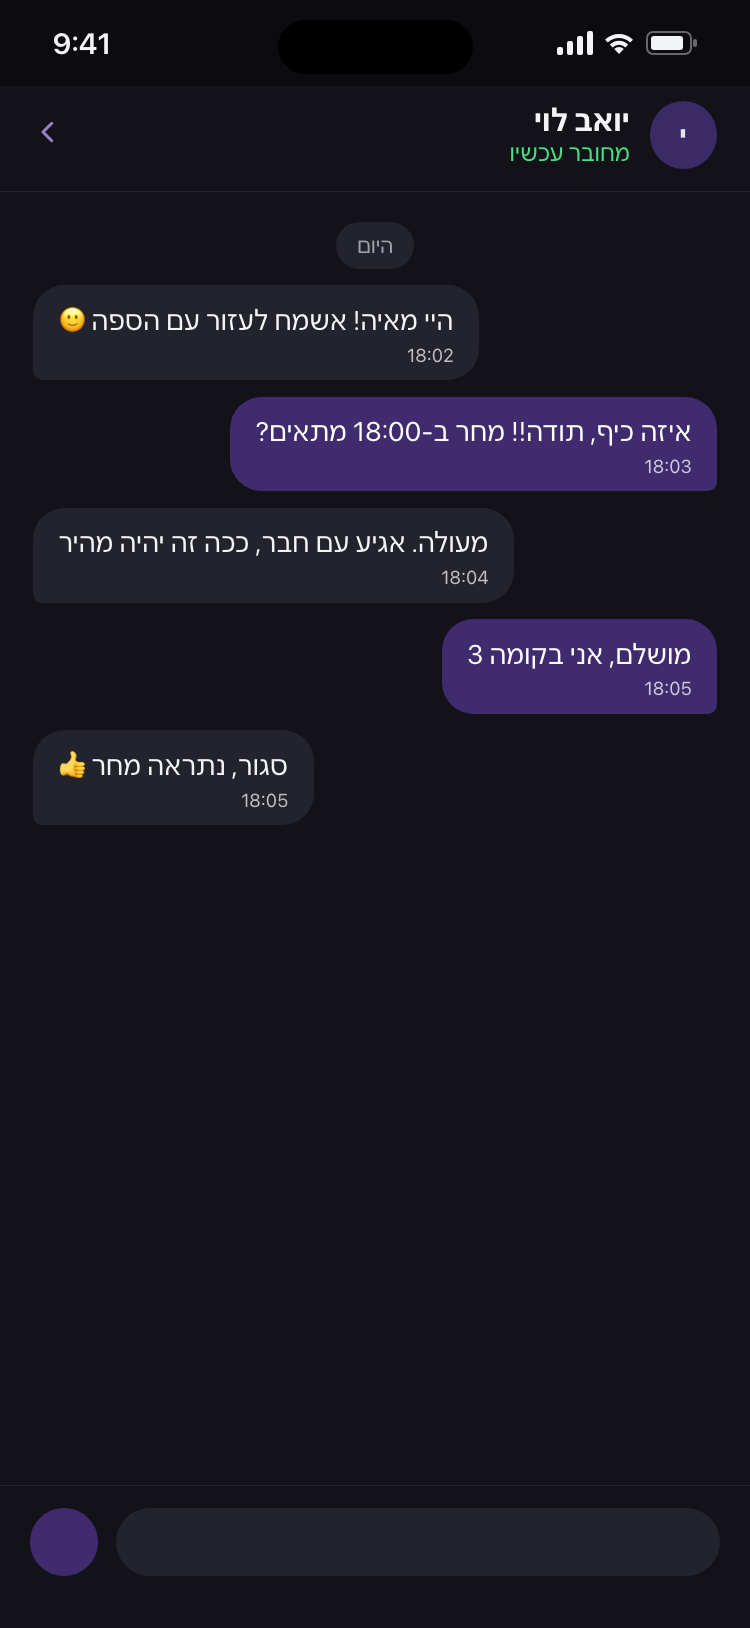 9:41
יואב לוי
מחובר עכשיו
י
היום
היי מאיה! אשמח לעזור עם הספה 🙂
18:02
איזה כיף, תודה!! מחר ב-18:00 מתאים?
18:03
מעולה. אגיע עם חבר, ככה זה יהיה מהיר
18:04
מושלם, אני בקומה 3
18:05
סגור, נתראה מחר 👍
18:05